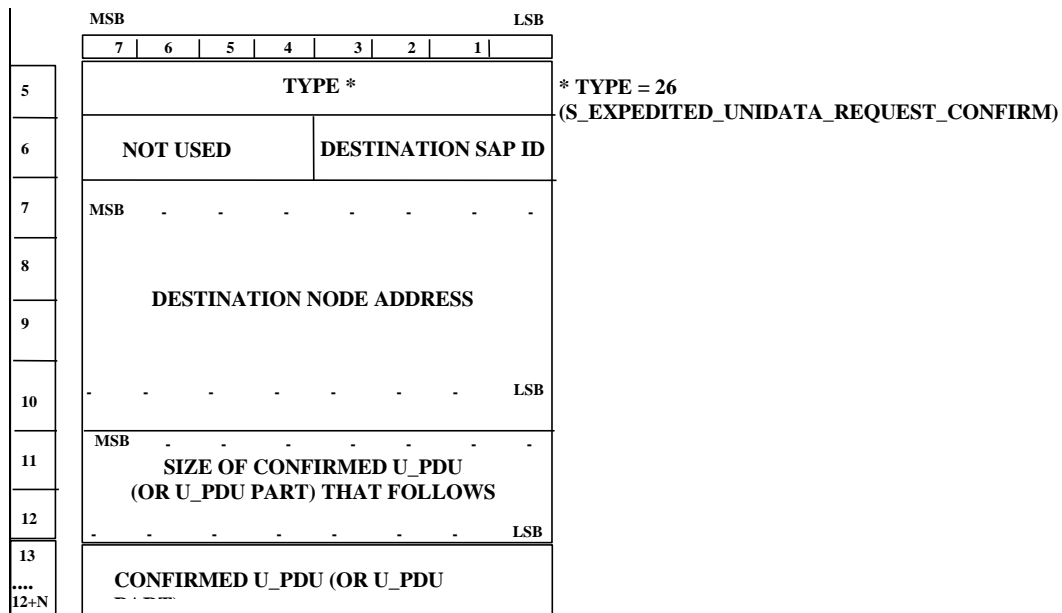 MSB LSB
7 6 5 4 3 2 1
5 TYPE * * TYPE = 26
(S_EXPEDITED_UNIDATA_REQUEST_CONFIRM)
6 NOT USED DESTINATION SAP ID
7 MSB - - - - - - -
8
DESTINATION NODE ADDRESS
9
10 - - - - - - - LSB
MSB - - - - - - -
11 SIZE OF CONFIRMED U_PDU
(OR U_PDU PART) THAT FOLLOWS
12
- - - - - - - LSB
13
.... CONFIRMED U_PDU (OR U_PDU
12+N